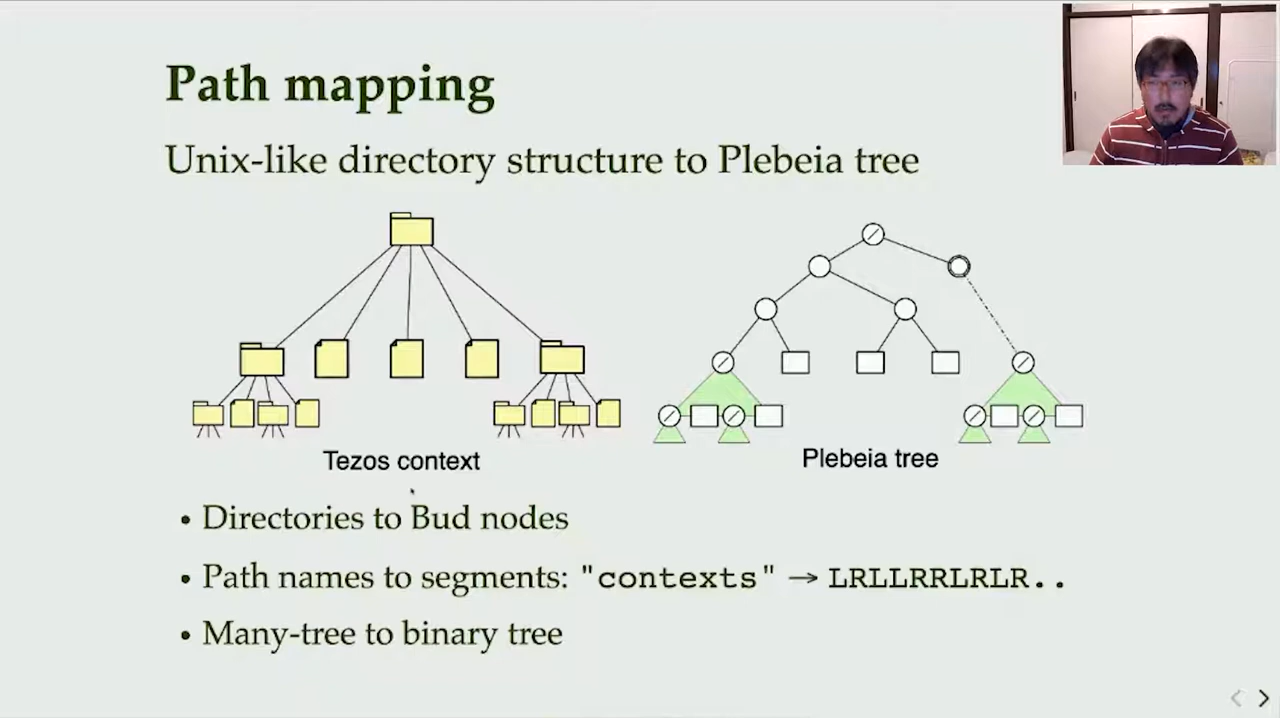 Path mapping
Unix-like directory structure to Plebeia tree
Tezos context
Plebeia tree
• Directories to Bud nodes
• Path names to segments: "contexts" → LRLLRRLRLR..
• Many-tree to binary tree